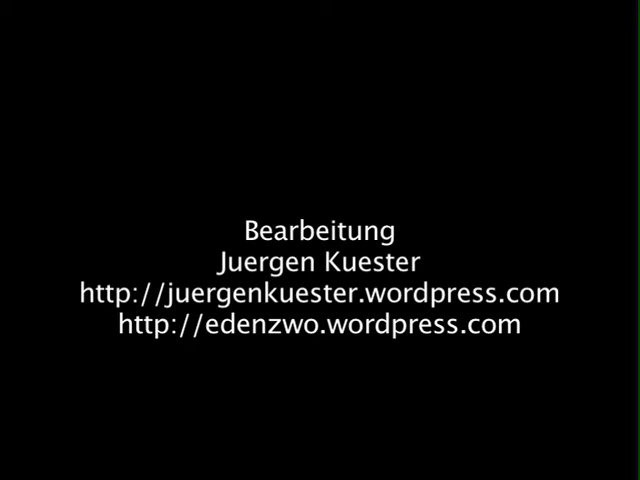 Bearbeitung
Juergen Kuester
http://juergenkuester.wordpress.com
http://edenzwo.wordpress.com